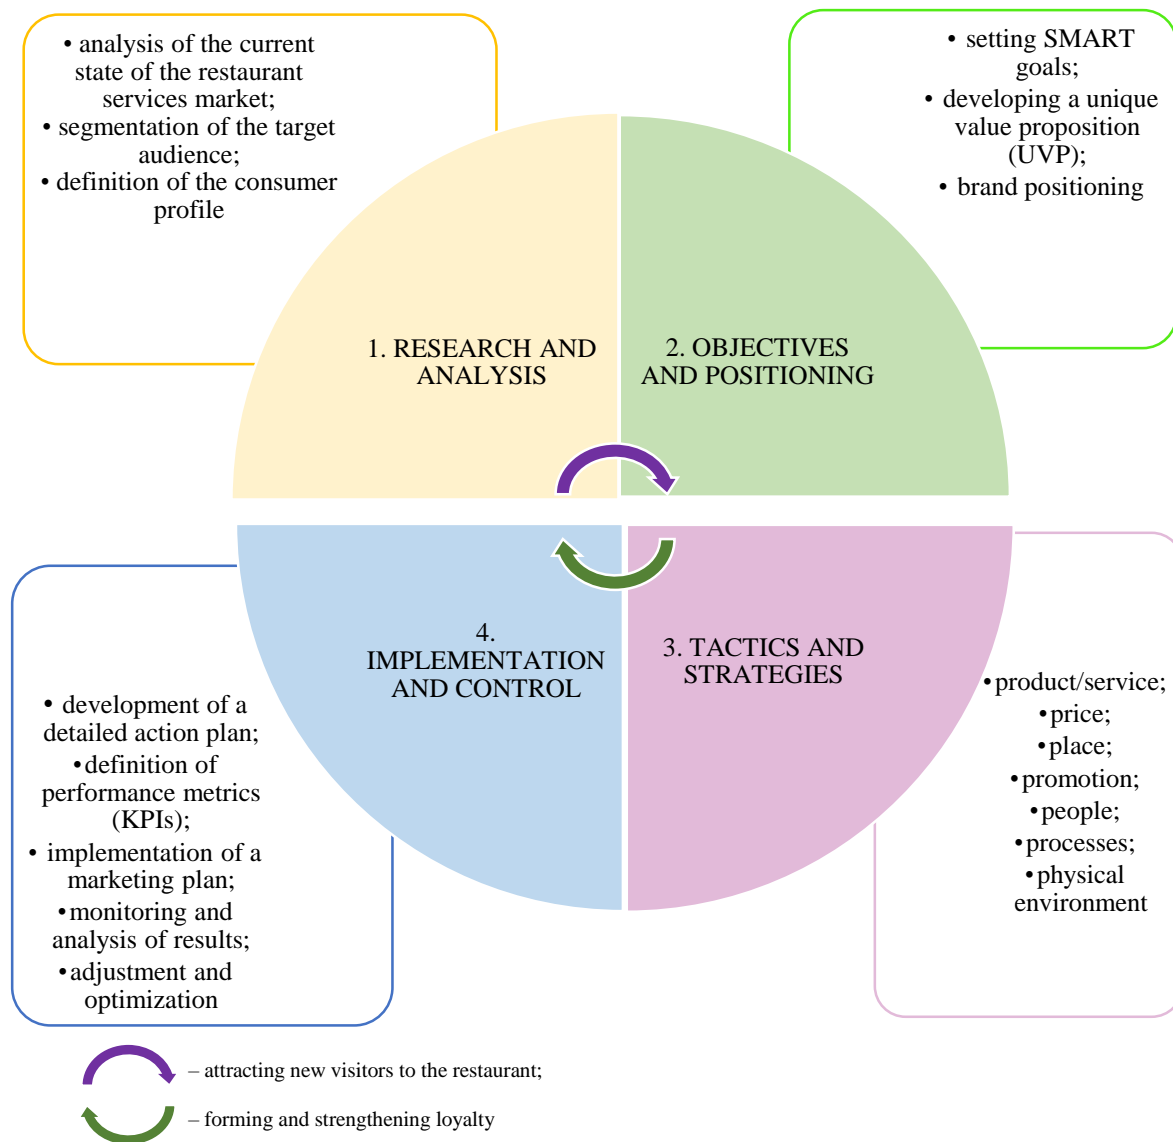 • analysis of the current
state of the restaurant
services market;
• segmentation of the target
audience;
• definition of the consumer
profile
• setting SMART
goals;
• developing a unique
value proposition
(UVP);
• brand positioning
1. RESEARCH AND
ANALYSIS
2. OBJECTIVES
AND POSITIONING
4.
IMPLEMENTATION
AND CONTROL
3. TACTICS AND
STRATEGIES
• development of a
detailed action plan;
•definition of
performance metrics
(KPIs);
• implementation of a
marketing plan;
•monitoring and
analysis of results;
•adjustment and
optimization
•product/service;
•price;
•place;
•promotion;
•people;
•processes;
•physical
environment
– attracting new visitors to the restaurant;
– forming and strengthening loyalty